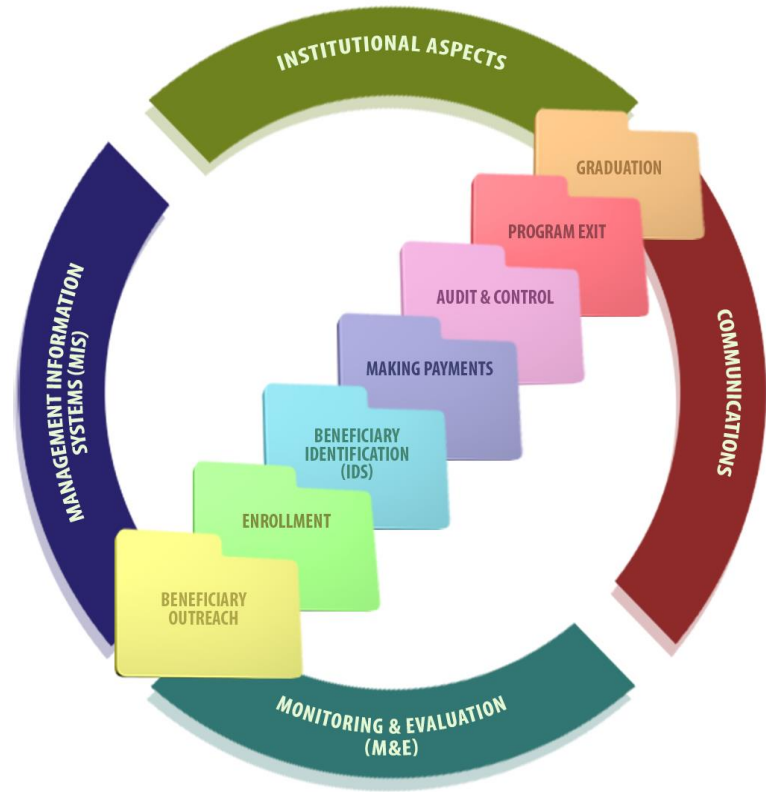 INSTITUTIONAL ASPECTS
GRADUATION
PROGRAM EXIT
AUDIT & CONTROL
COMMUNICATIONS
MANAGEMENT INFORMATION
SYSTEMS (MIS)
MAKING PAYMENTS
BENEFICIARY
IDENTIFICATION
(IDS)
ENROLLMENT
BENEFICIARY
OUTREACH
MONITORING & EVALUATION
(M&E)